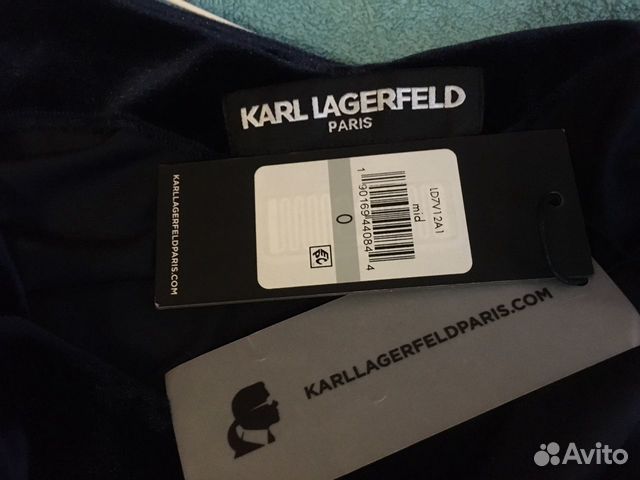 KARL LAGERFELD
PARIS
KARLLAGERFELDPARIS.COM
LD7V12A1
mid
1 90169 44084 4
0
KARLLAGERFELDPARIS.COM
Avito